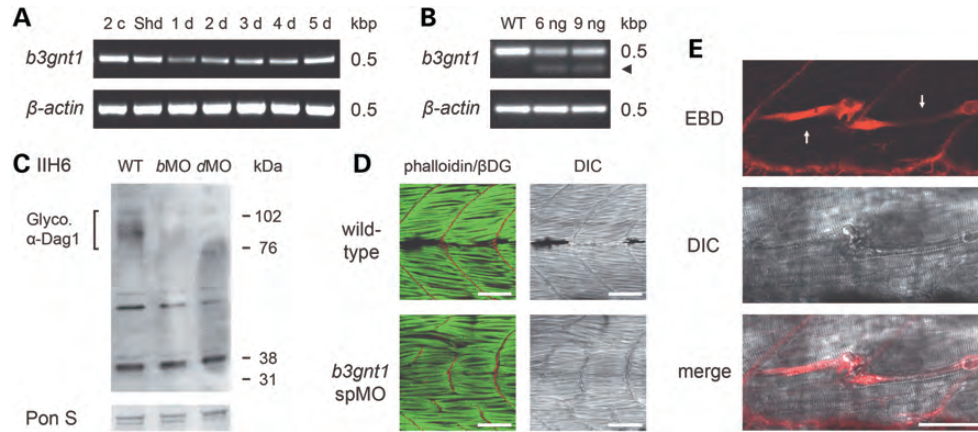 A
2 c Shd 1 d 2 d 3 d 4 d 5 d kbp
b3gnt1 0.5
β-actin 0.5
B
WT 6 ng 9 ng kbp
b3gnt1 0.5
β-actin 0.5
C IIH6
WT bMO dMO kDa
Glyco.
α-Dag1
102
76
38
31
Pon S
D
phalloidin/βDG DIC
wild-
type
b3gnt1
spMO
E
EBD
DIC
merge